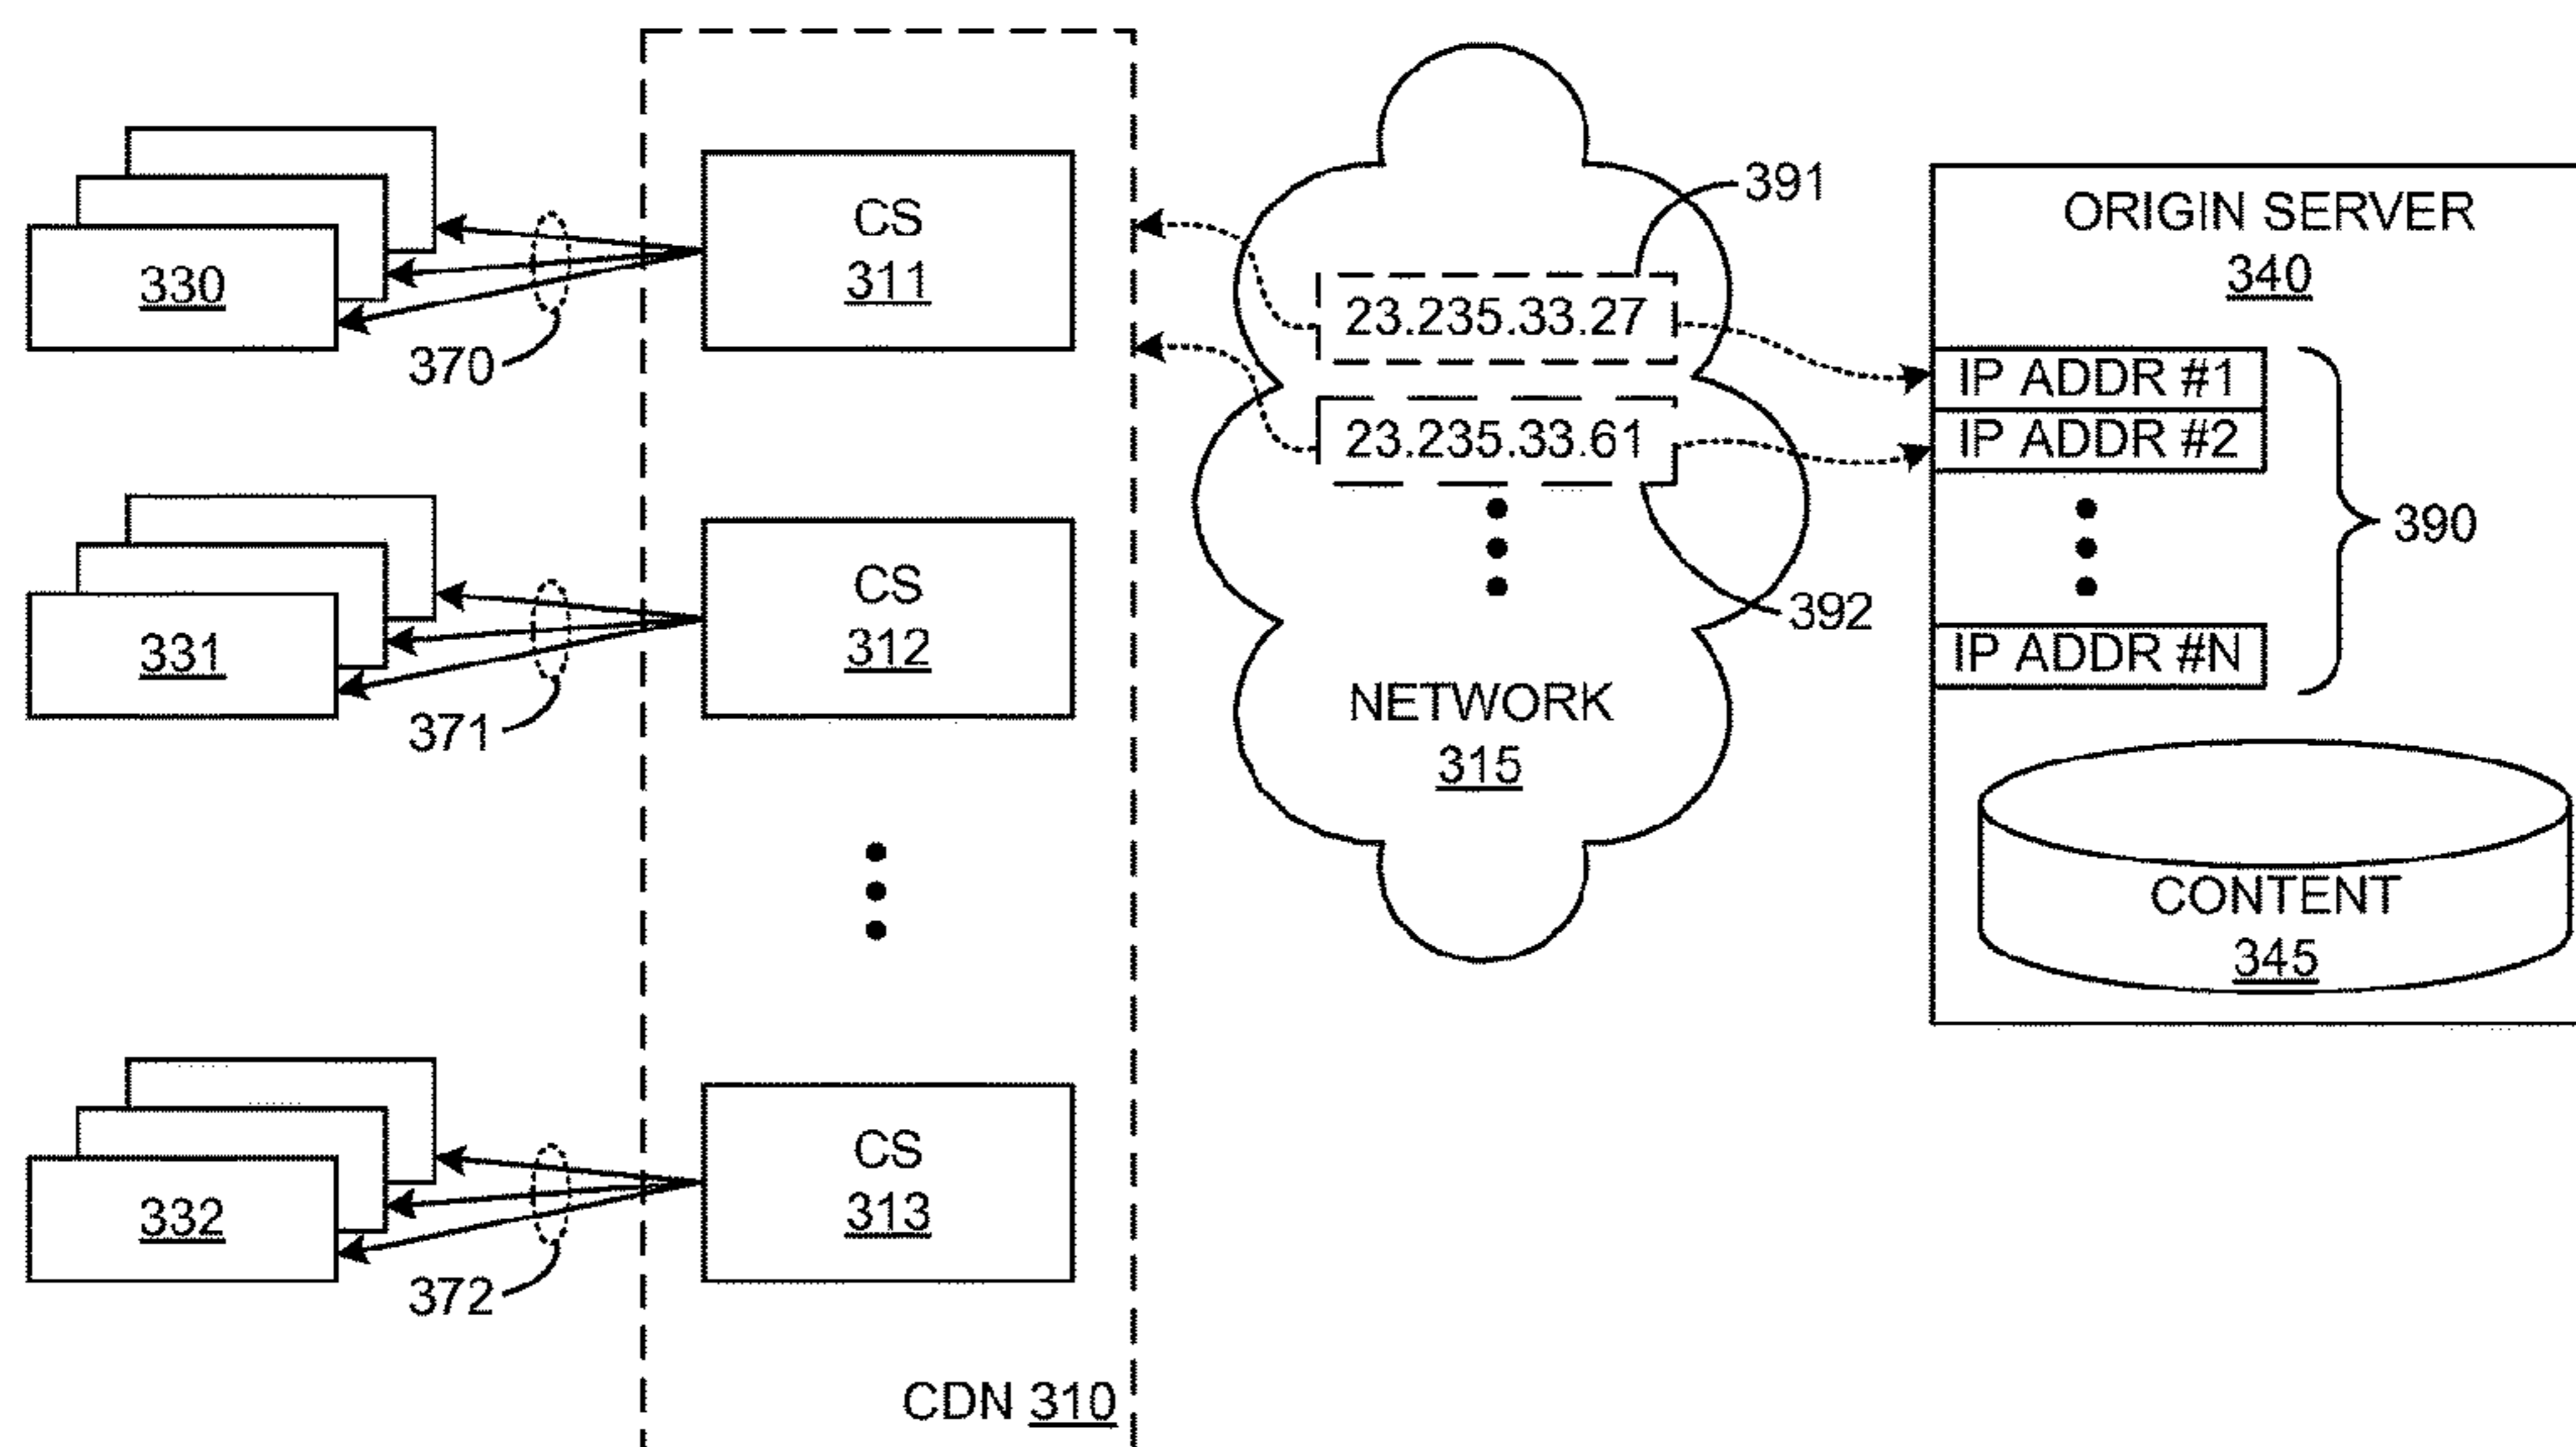 330
370
331
371
332
372
CS
311
CS
312
CS
313
CDN 310
391
23.235.33.27
23.235.33.61
392
NETWORK
315
ORIGIN SERVER
340
IP ADDR #1
IP ADDR #2
IP ADDR #N
390
CONTENT
345